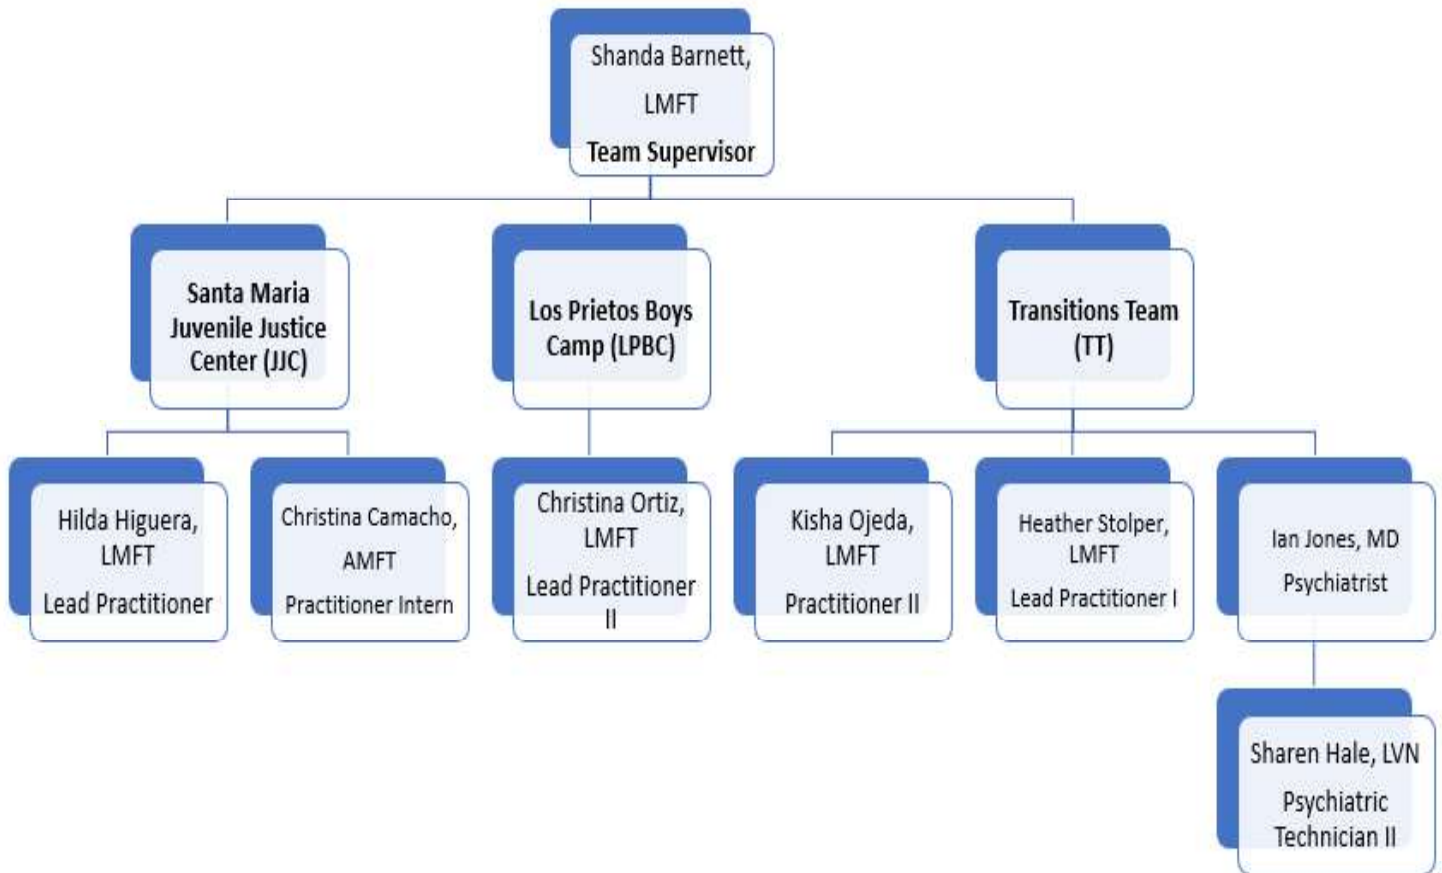 Shanda Barnett,
LMFT
Team Supervisor
Santa Maria
Juvenile Justice
Center (JJC)
Los Prietos Boys
Camp (LPBC)
Transitions Team
(TT)
Hilda Higuera,
LMFT
Lead Practitioner
Christina Camacho,
AMFT
Practitioner Intern
Christina Ortiz,
LMFT
Lead Practitioner
II
Kisha Ojeda,
LMFT
Practitioner II
Heather Stolper,
LMFT
Lead Practitioner I
Ian Jones, MD
Psychiatrist
Sharen Hale, LVN
Psychiatric
Technician II